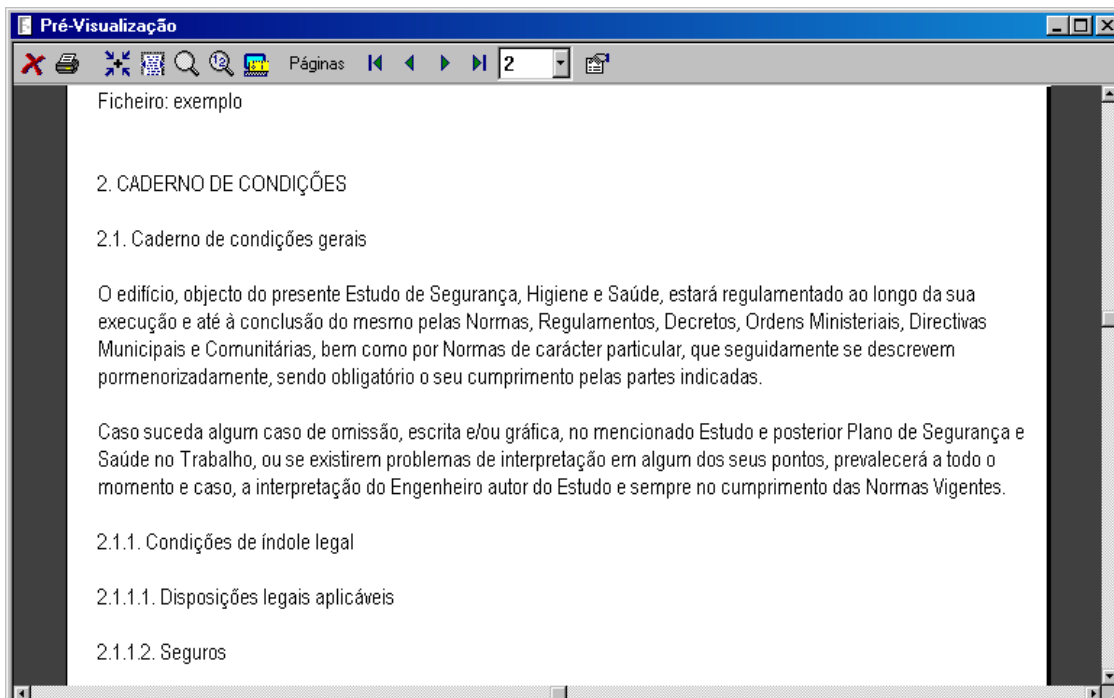 Pré-Visualização
Páginas 2
Ficheiro: exemplo
2. CADERNO DE CONDIÇÕES
2.1. Caderno de condições gerais
O edifício, objecto do presente Estudo de Segurança, Higiene e Saúde, estará regulamentado ao longo da sua
execução e até à conclusão do mesmo pelas Normas, Regulamentos, Decretos, Ordens Ministeriais, Directivas
Municipais e Comunitárias, bem como por Normas de carácter particular, que seguidamente se descrevem
pormenorizadamente, sendo obrigatório o seu cumprimento pelas partes indicadas.
Caso suceda algum caso de omissão, escrita e/ou gráfica, no mencionado Estudo e posterior Plano de Segurança e
Saúde no Trabalho, ou se existirem problemas de interpretação em algum dos seus pontos, prevalecerá a todo o
momento e caso, a interpretação do Engenheiro autor do Estudo e sempre no cumprimento das Normas Vigentes.
2.1.1. Condições de índole legal
2.1.1.1. Disposições legais aplicáveis
2.1.1.2. Seguros